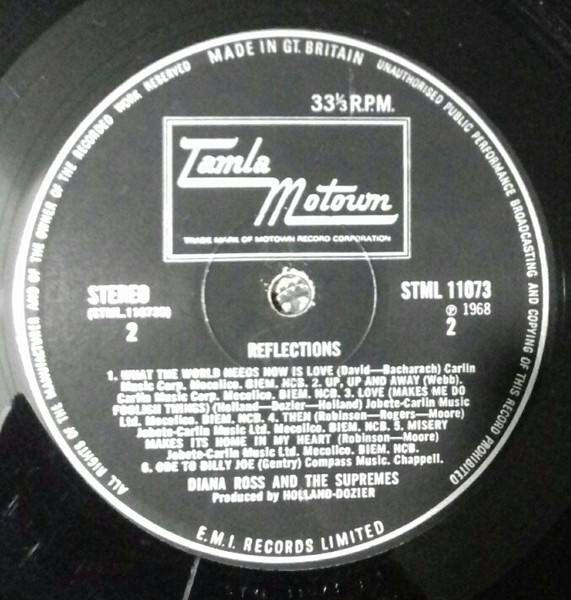 MADE IN GT. BRITAIN
UNAUTHORISED PUBLIC PERFORMANCE BROADCASTING AND COPYING OF THIS RECORD PROHIBITED
ALL RIGHTS OF THE MANUFACTURER AND OF THE OWNER OF THE RECORDED WORK RESERVED
33⅓ R.P.M.
Tamla
Motown
TRADE MARK OF MOTOWN RECORD CORPORATION
STEREO
(STML.11073B)
2
STML 11073
℗ 1968
2
REFLECTIONS
1. WHAT THE WORLD NEEDS NOW IS LOVE (David—Bacharach) Carlin
Music Corp. Mecolico. BIEM. NCB. 2. UP, UP AND AWAY (Webb).
Carlin Music Corp. Mecolico. BIEM. NCB. 3. LOVE (MAKES ME DO
FOOLISH THINGS) (Holland—Dozier—Holland) Jobete-Carlin Music
Ltd. Mecolico. BIEM. NCB. 4. THEN (Robinson—Rogers—Moore)
Jobete-Carlin Music Ltd. Mecolico. BIEM. NCB. 5. MISERY
MAKES ITS HOME IN MY HEART (Robinson—Moore)
Jobete-Carlin Music Ltd. Mecolico. BIEM. NCB.
6. ODE TO BILLY JOE (Gentry) Compass Music. Chappell.
DIANA ROSS AND THE SUPREMES
Produced by HOLLAND-DOZIER
E.M.I. RECORDS LIMITED